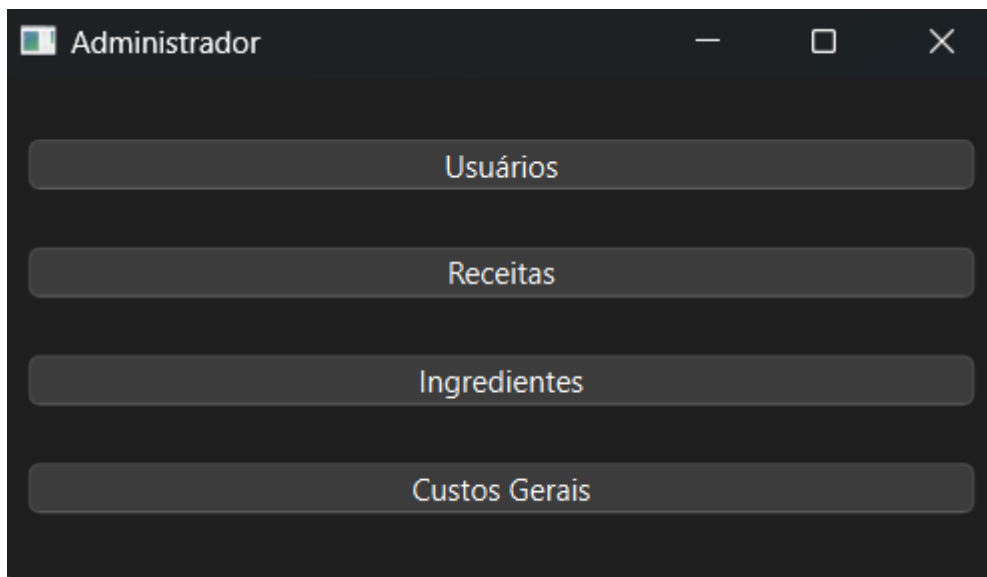 Administrador
Usuários
Receitas
Ingredientes
Custos Gerais